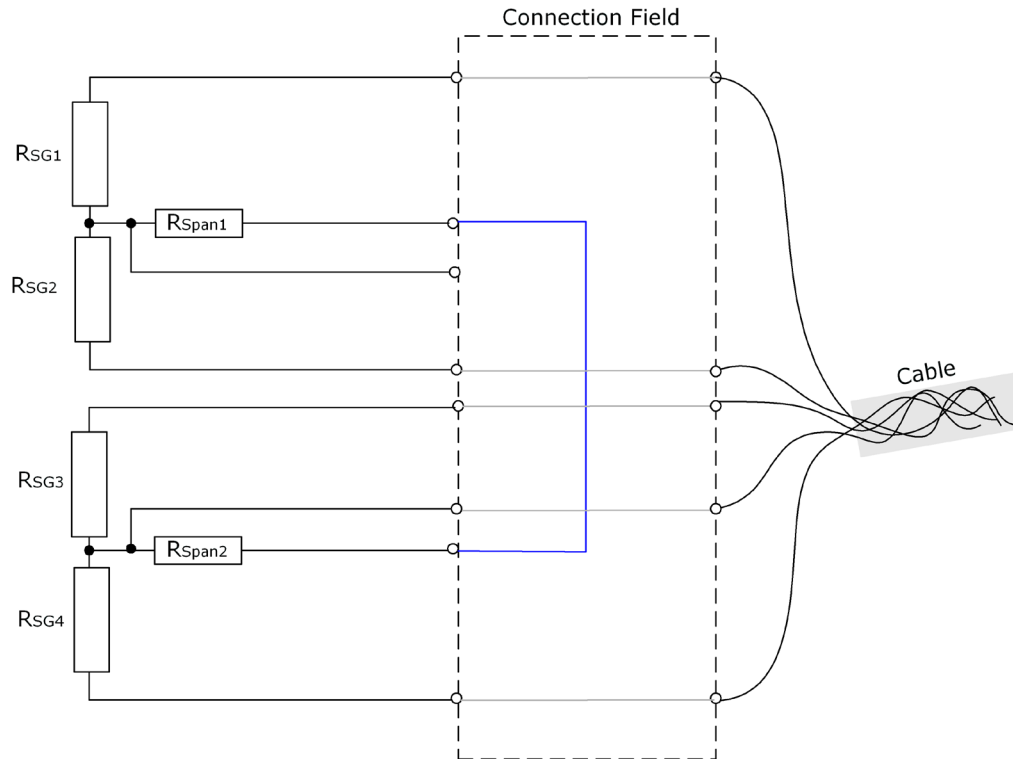 Connection Field
RSG1
RSpan1
RSG2
Cable
RSG3
RSpan2
RSG4